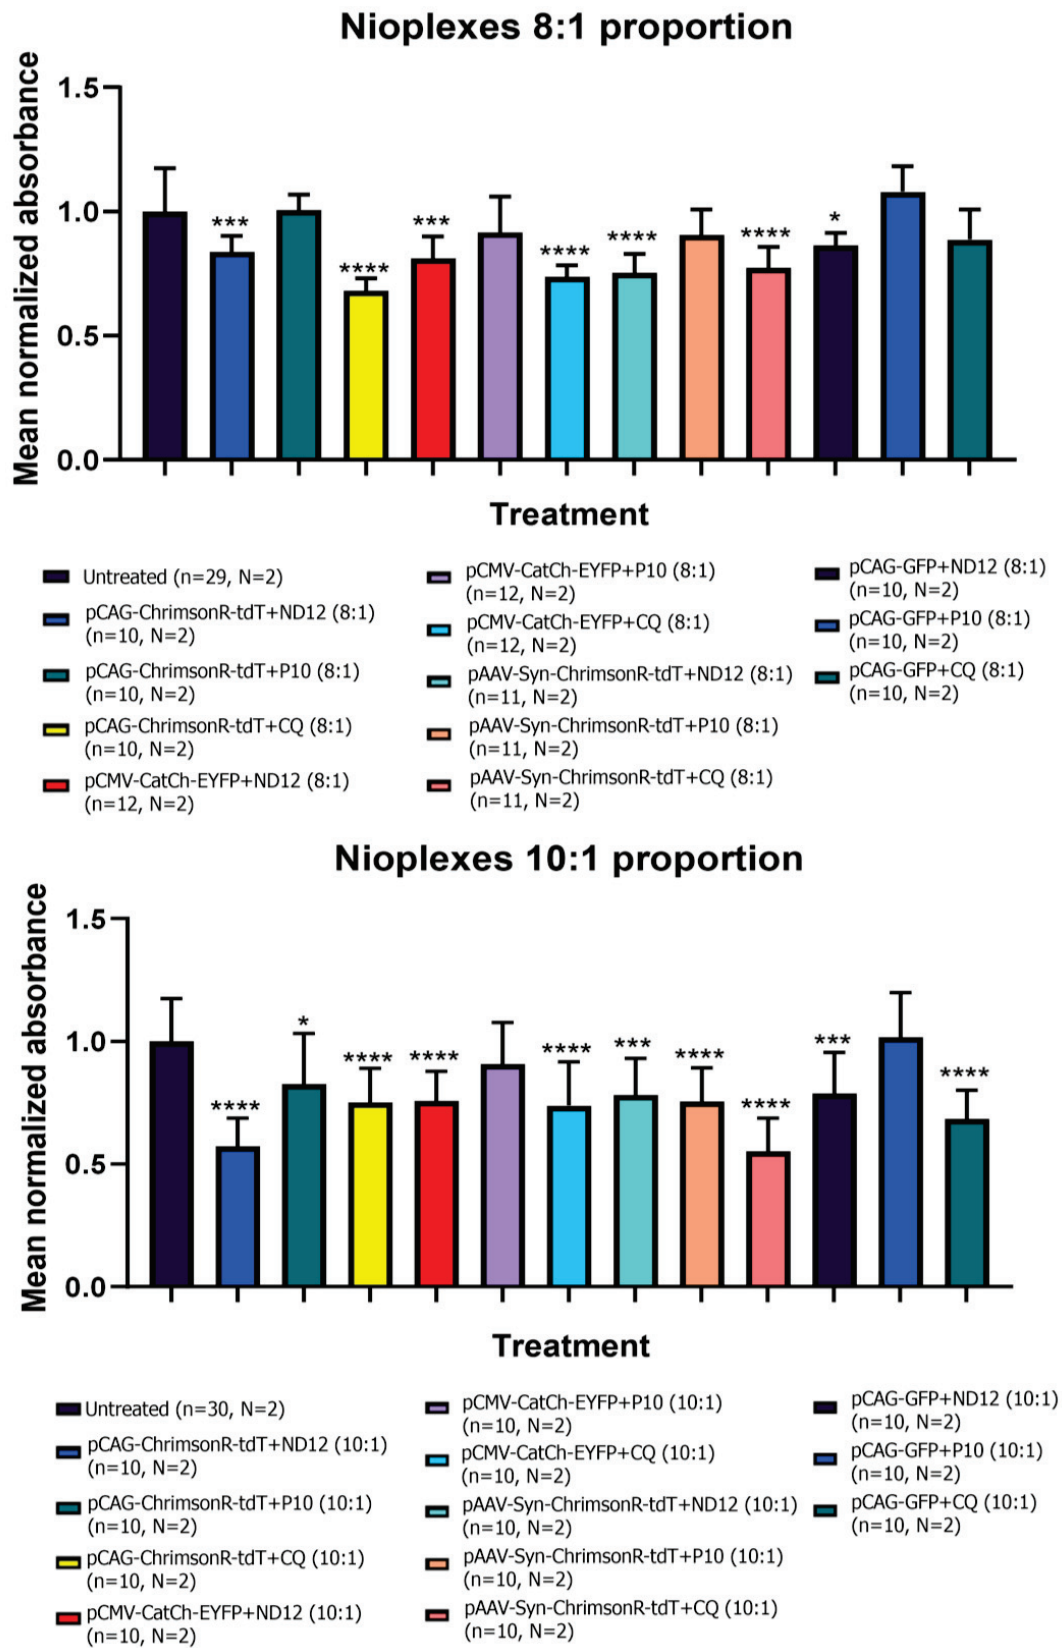 Nioplexes 8:1 proportion
Mean normalized absorbance
1.5
1.0
0.5
0.0
***
****
***
****
****
****
*
Treatment
Untreated (n=29, N=2)
pCAG-ChrimsonR-tdT+ND12 (8:1)
(n=10, N=2)
pCAG-ChrimsonR-tdT+P10 (8:1)
(n=10, N=2)
pCAG-ChrimsonR-tdT+CQ (8:1)
(n=10, N=2)
pCMV-CatCh-EYFP+ND12 (8:1)
(n=12, N=2)
pCMV-CatCh-EYFP+P10 (8:1)
(n=12, N=2)
pCMV-CatCh-EYFP+CQ (8:1)
(n=12, N=2)
pAAV-Syn-ChrimsonR-tdT+ND12 (8:1)
(n=11, N=2)
pAAV-Syn-ChrimsonR-tdT+P10 (8:1)
(n=11, N=2)
pAAV-Syn-ChrimsonR-tdT+CQ (8:1)
(n=11, N=2)
pCAG-GFP+ND12 (8:1)
(n=10, N=2)
pCAG-GFP+P10 (8:1)
(n=10, N=2)
pCAG-GFP+CQ (8:1)
(n=10, N=2)
Nioplexes 10:1 proportion
Mean normalized absorbance
1.5
1.0
0.5
0.0
****
*
****
****
****
***
****
****
***
****
Treatment
Untreated (n=30, N=2)
pCAG-ChrimsonR-tdT+ND12 (10:1)
(n=10, N=2)
pCAG-ChrimsonR-tdT+P10 (10:1)
(n=10, N=2)
pCAG-ChrimsonR-tdT+CQ (10:1)
(n=10, N=2)
pCMV-CatCh-EYFP+ND12 (10:1)
(n=10, N=2)
pCMV-CatCh-EYFP+P10 (10:1)
(n=10, N=2)
pCMV-CatCh-EYFP+CQ (10:1)
(n=10, N=2)
pAAV-Syn-ChrimsonR-tdT+ND12 (10:1)
(n=10, N=2)
pAAV-Syn-ChrimsonR-tdT+P10 (10:1)
(n=10, N=2)
pAAV-Syn-ChrimsonR-tdT+CQ (10:1)
(n=10, N=2)
pCAG-GFP+ND12 (10:1)
(n=10, N=2)
pCAG-GFP+P10 (10:1)
(n=10, N=2)
pCAG-GFP+CQ (10:1)
(n=10, N=2)